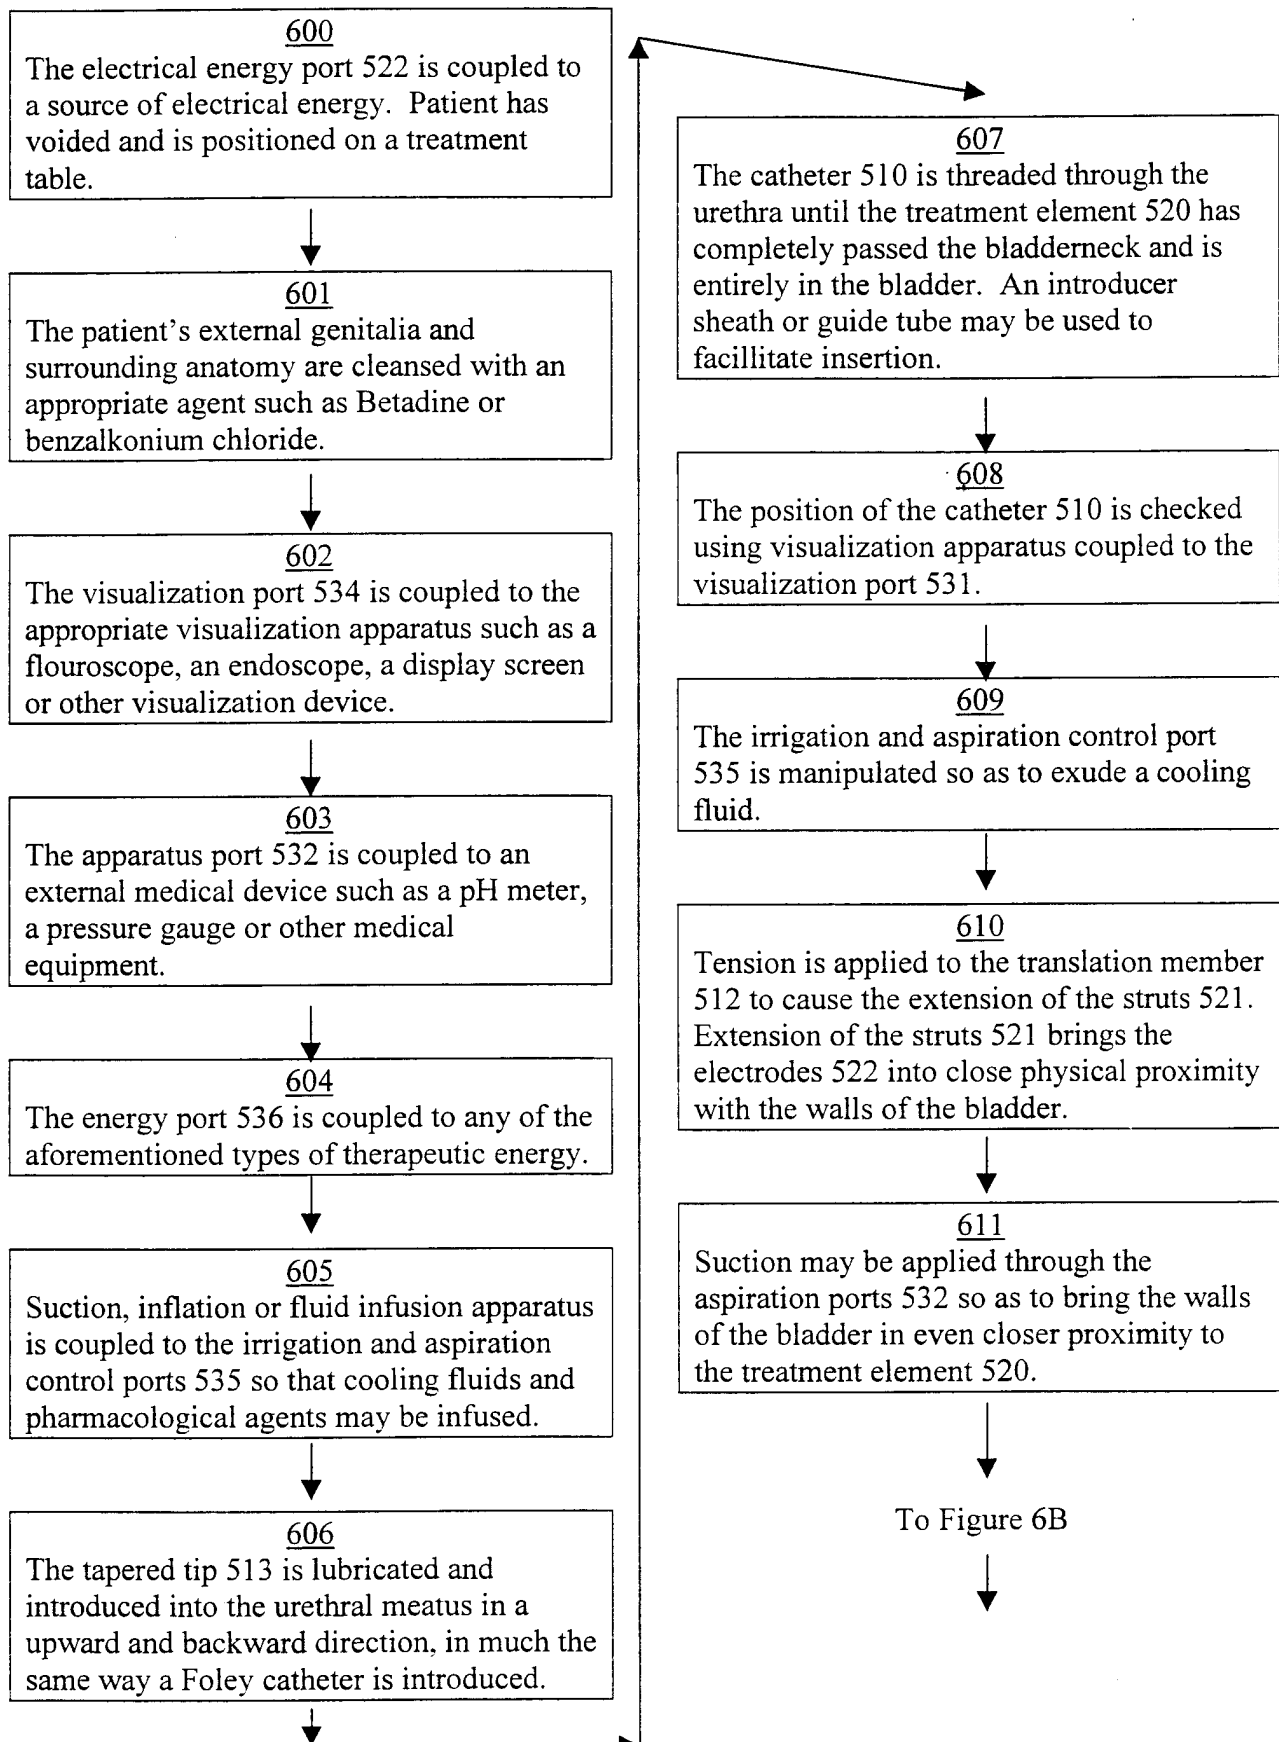 600
The electrical energy port 522 is coupled to
a source of electrical energy. Patient has
voided and is positioned on a treatment
table.
601
The patient's external genitalia and
surrounding anatomy are cleansed with an
appropriate agent such as Betadine or
benzalkonium chloride.
602
The visualization port 534 is coupled to the
appropriate visualization apparatus such as a
flouroscope, an endoscope, a display screen
or other visualization device.
603
The apparatus port 532 is coupled to an
external medical device such as a pH meter,
a pressure gauge or other medical
equipment.
604
The energy port 536 is coupled to any of the
aforementioned types of therapeutic energy.
605
Suction, inflation or fluid infusion apparatus
is coupled to the irrigation and aspiration
control ports 535 so that cooling fluids and
pharmacological agents may be infused.
606
The tapered tip 513 is lubricated and
introduced into the urethral meatus in a
upward and backward direction, in much the
same way a Foley catheter is introduced.
607
The catheter 510 is threaded through the
urethra until the treatment element 520 has
completely passed the bladderneck and is
entirely in the bladder. An introducer
sheath or guide tube may be used to
facillitate insertion.
608
The position of the catheter 510 is checked
using visualization apparatus coupled to the
visualization port 531.
609
The irrigation and aspiration control port
535 is manipulated so as to exude a cooling
fluid.
610
Tension is applied to the translation member
512 to cause the extension of the struts 521.
Extension of the struts 521 brings the
electrodes 522 into close physical proximity
with the walls of the bladder.
611
Suction may be applied through the
aspiration ports 532 so as to bring the walls
of the bladder in even closer proximity to
the treatment element 520.
To Figure 6B